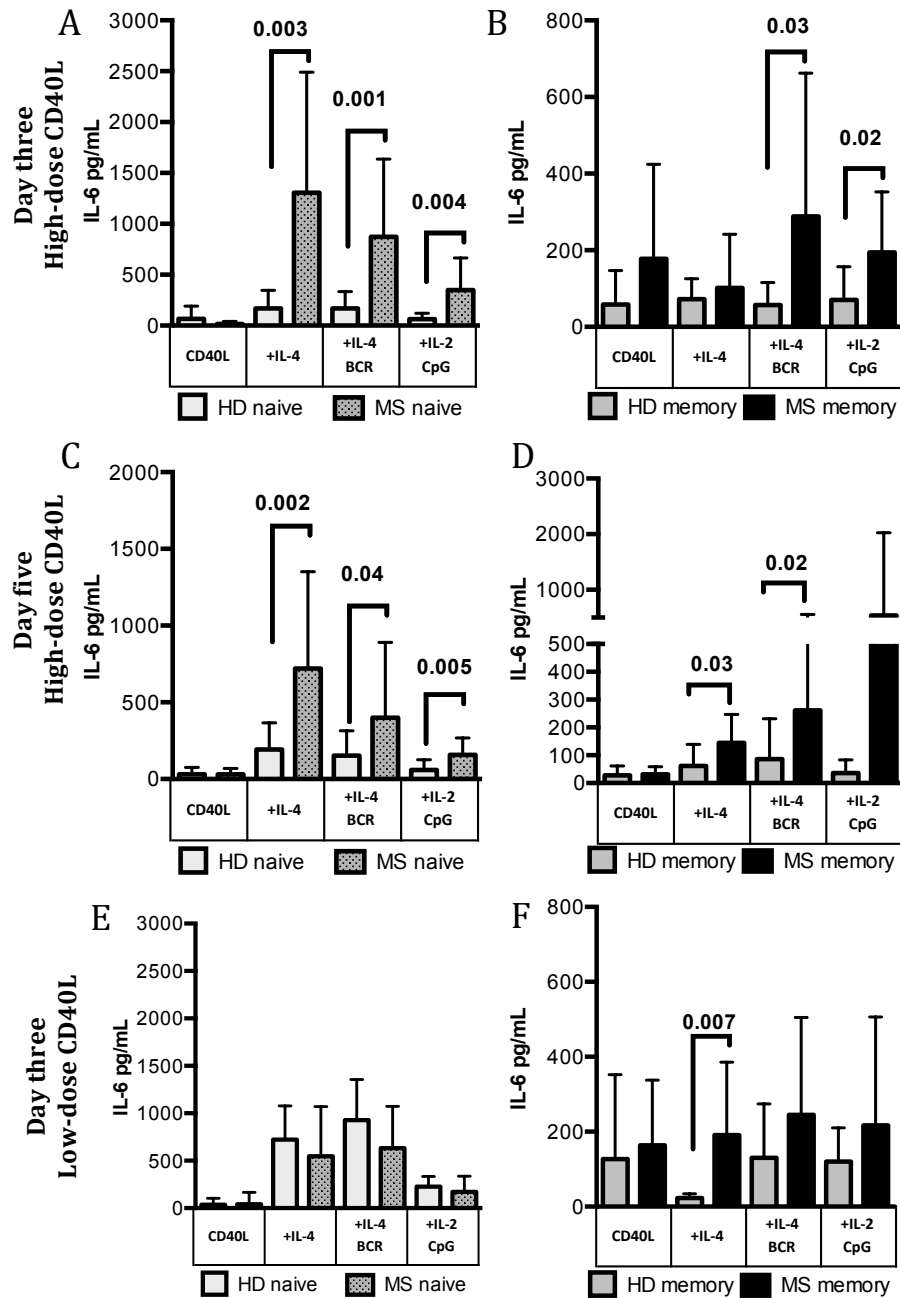 A
Day three
High-dose CD40L
IL-6 pg/mL
3000
2500
2000
1500
1000
500
0
0.003
0.001
0.004
CD40L
+IL-4
+IL-4
BCR
+IL-2
CpG
HD naive
MS naive
B
IL-6 pg/mL
800
600
400
200
0
0.03
0.02
CD40L
+IL-4
+IL-4
BCR
+IL-2
CpG
HD memory
MS memory
C
Day five
High-dose CD40L
IL-6 pg/mL
2000
1500
1000
500
0
0.002
0.04
0.005
CD40L
+IL-4
+IL-4
BCR
+IL-2
CpG
HD naive
MS naive
D
IL-6 pg/mL
3000
2000
1000
500
400
300
200
100
0
0.03
0.02
CD40L
+IL-4
+IL-4
BCR
+IL-2
CpG
HD memory
MS memory
E
Day three
Low-dose CD40L
IL-6 pg/mL
3000
2500
2000
1500
1000
500
0
CD40L
+IL-4
+IL-4
BCR
+IL-2
CpG
HD naive
MS naive
F
IL-6 pg/mL
800
600
400
200
0
0.007
CD40L
+IL-4
+IL-4
BCR
+IL-2
CpG
HD memory
MS memory